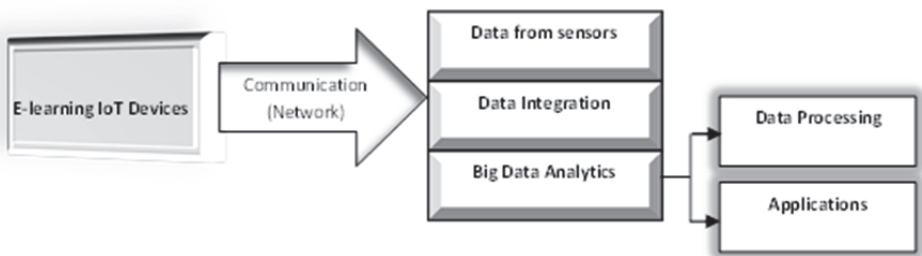 E-learning IoT Devices
Communication
(Network)
Data from sensors
Data Integration
Big Data Analytics
Data Processing
Applications